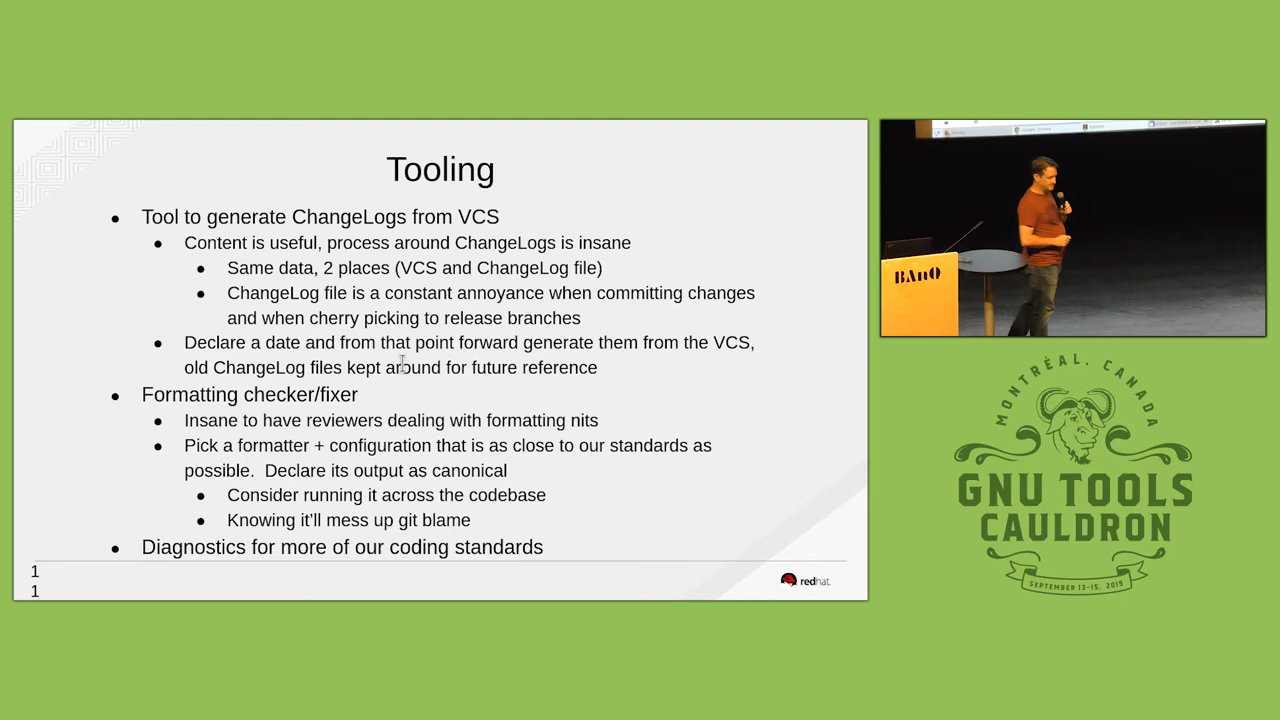 Tooling
● Tool to generate ChangeLogs from VCS
● Content is useful, process around ChangeLogs is insane
● Same data, 2 places (VCS and ChangeLog file)
● ChangeLog file is a constant annoyance when committing changes
and when cherry picking to release branches
● Declare a date and from that point forward generate them from the VCS,
old ChangeLog files kept around for future reference
● Formatting checker/fixer
● Insane to have reviewers dealing with formatting nits
● Pick a formatter + configuration that is as close to our standards as
possible.  Declare its output as canonical
● Consider running it across the codebase
● Knowing it'll mess up git blame
● Diagnostics for more of our coding standards
1
1
redhat.
BAnQ
MONTRÉAL, CANADA
GNU TOOLS
CAULDRON
SEPTEMBER 13-15, 2019